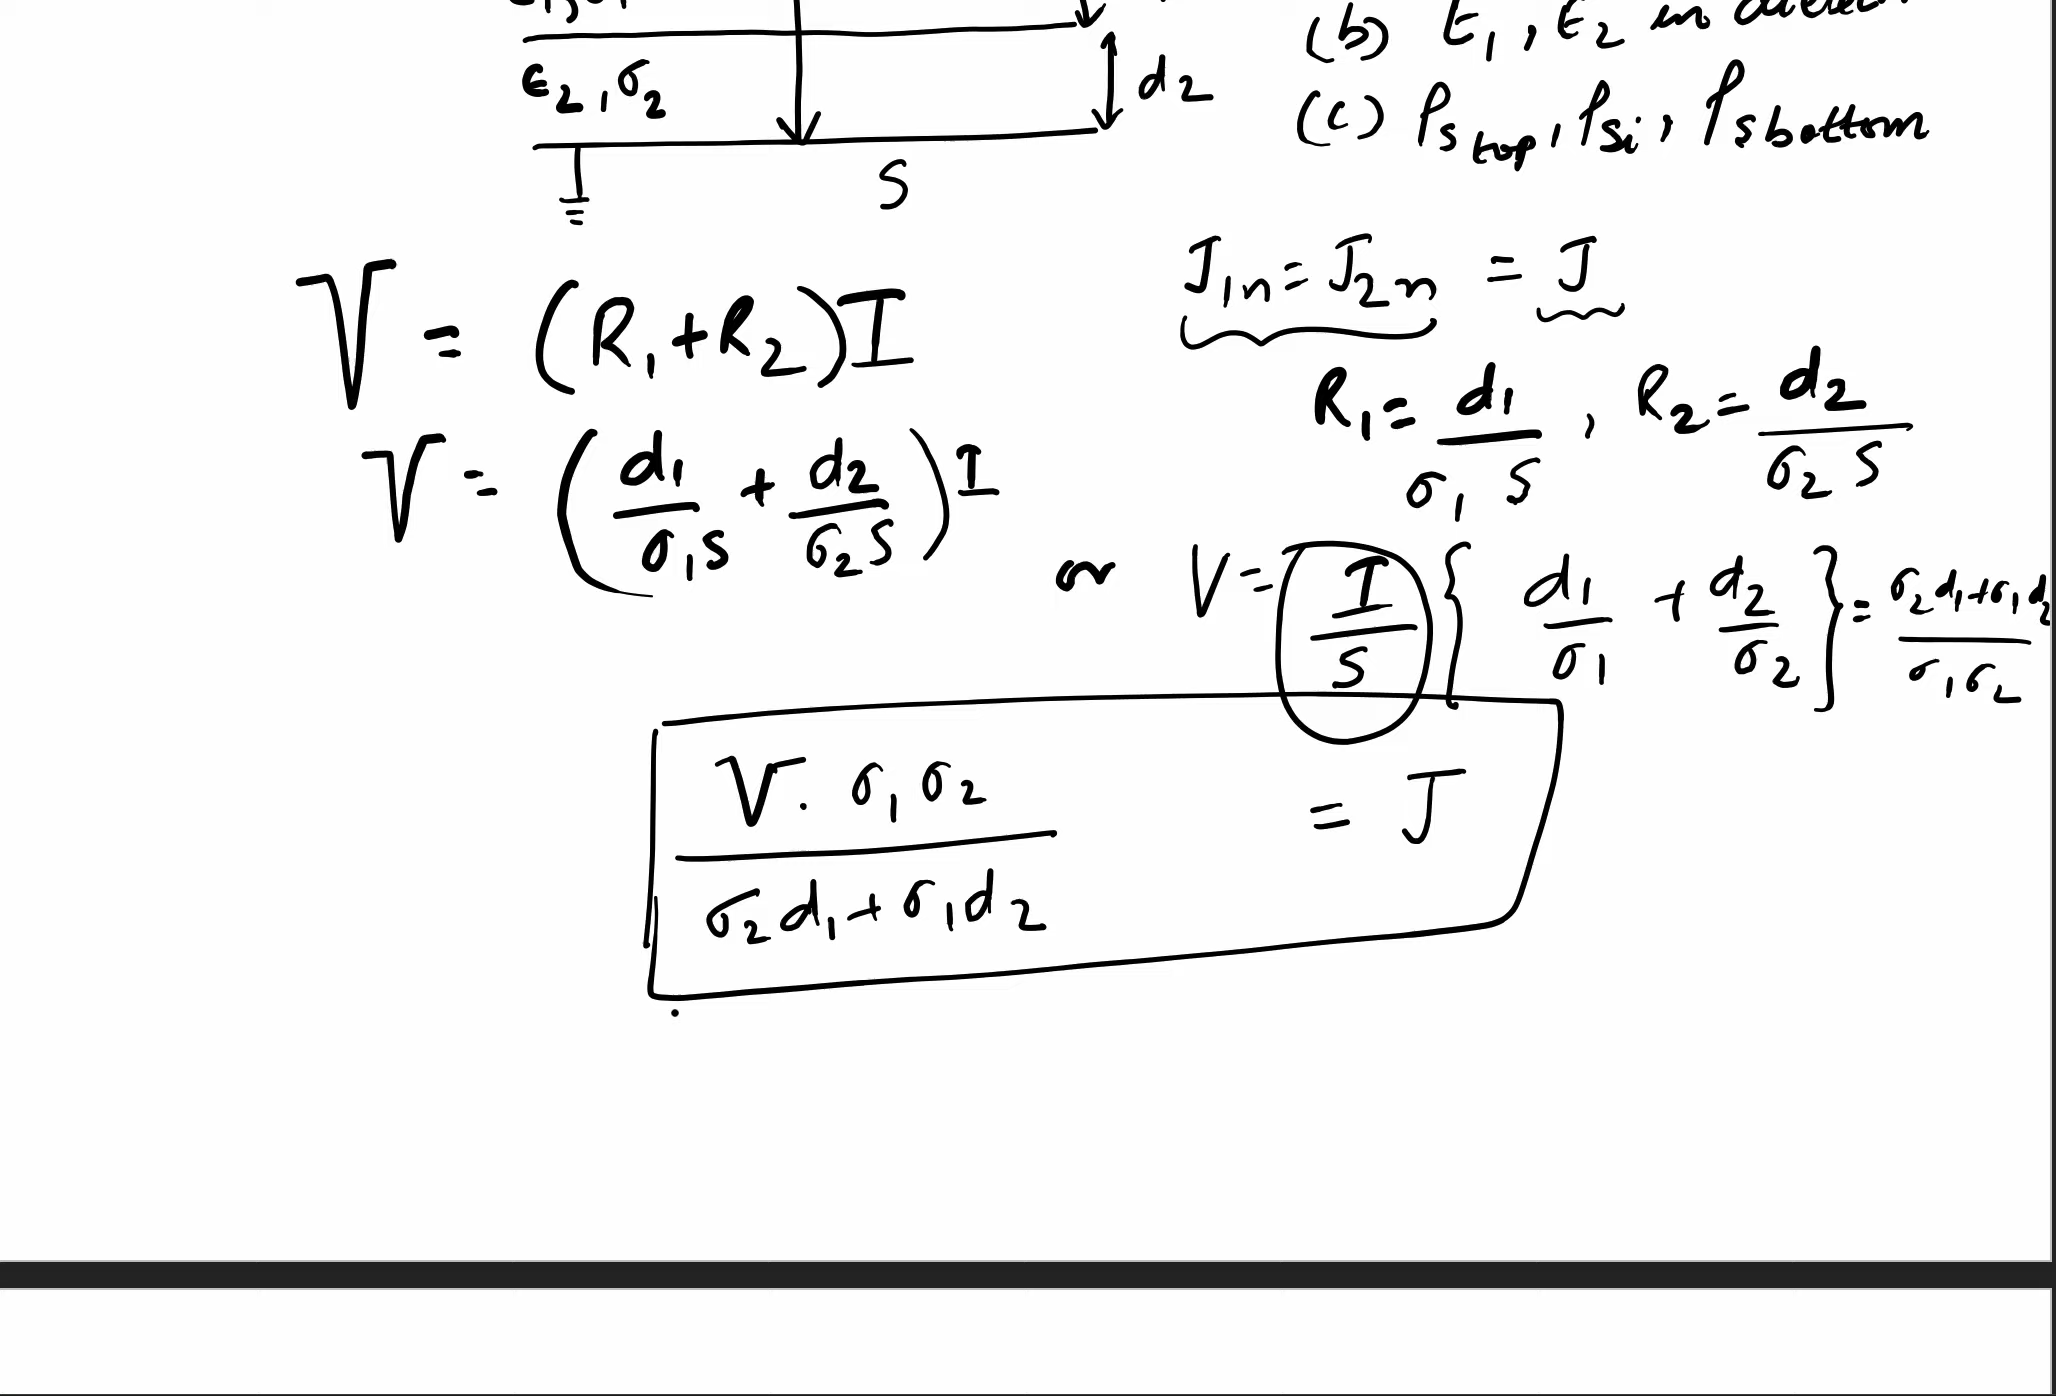 (b) E₁, E₂ in
ε₂, σ₂
d₂
(c) ρs top, ρsi, ρs bottom
S
J₁n = J₂n = J
V = (R₁+R₂)I
R₁ = d₁/σ₁ S , R₂ = d₂/σ₂ S
V = (d₁/σ₁S + d₂/σ₂S) I
or V = I/S { d₁/σ₁ + d₂/σ₂ } = σ₂d₁+σ₁d₂/σ₁σ₂
V. σ₁σ₂/σ₂d₁+σ₁d₂ = J